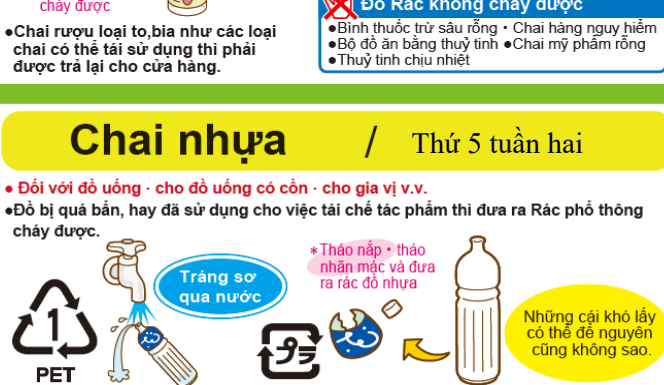 cháy được
Đồ Rác không cháy được
●Chai rượu loại to,bia như các loại
chai có thể tái sử dụng thì phải
được trả lại cho cửa hàng.
●Bình thuốc trừ sâu rỗng・Chai hàng nguy hiểm
●Bộ đồ ăn bằng thuỷ tinh ●Chai mỹ phẩm rỗng
●Thuỷ tinh chịu nhiệt
Chai nhựa / Thứ 5 tuần hai
● Đối với đồ uống・cho đồ uống có cồn・cho gia vị v.v.
●Đồ bị quá bẩn, hay đã sử dụng cho việc tái chế tác phẩm thì đưa ra Rác phổ thông
cháy được.
Tráng sơ
qua nước
*Tháo nắp・tháo
nhãn mác và đưa
ra rác đồ nhựa
1
PET
プラ
Những cái khó lấy
có thể để nguyên
cũng không sao.